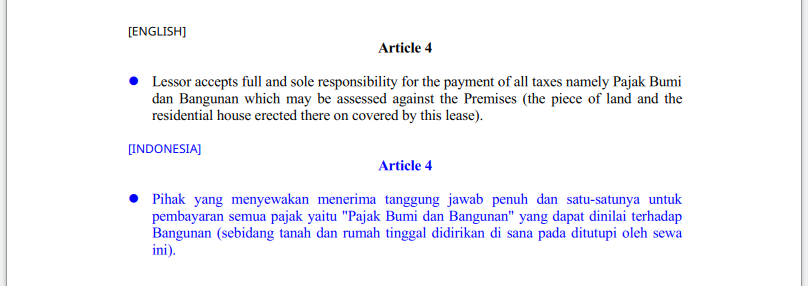 [ENGLISH]
Article 4
● Lessor accepts full and sole responsibility for the payment of all taxes namely Pajak Bumi
dan Bangunan which may be assessed against the Premises (the piece of land and the
residential house erected there on covered by this lease).
[INDONESIA]
Article 4
● Pihak yang menyewakan menerima tanggung jawab penuh dan satu-satunya untuk
pembayaran semua pajak yaitu "Pajak Bumi dan Bangunan" yang dapat dinilai terhadap
Bangunan (sebidang tanah dan rumah tinggal didirikan di sana pada ditutupi oleh sewa
ini).